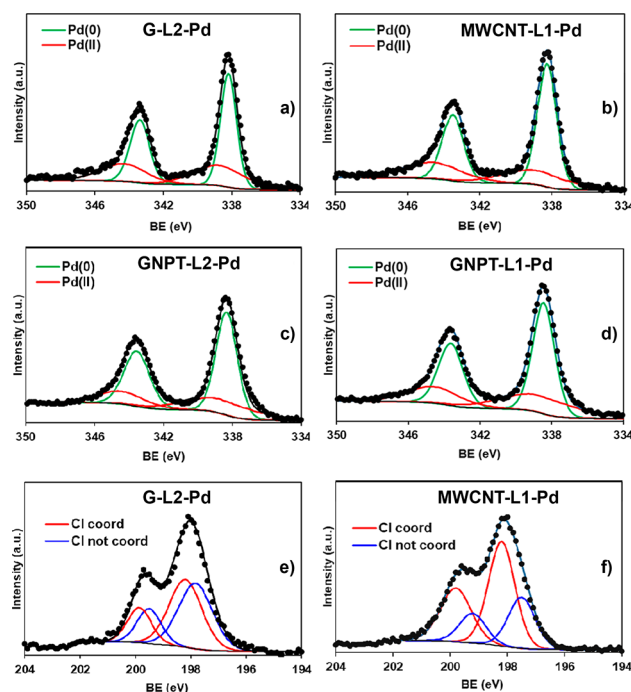 G-L2-Pd
Pd(0)
Pd(II)
a)
Intensity (a.u.)
350 346 342 338 334
BE (eV)
MWCNT-L1-Pd
Pd(0)
Pd(II)
b)
Intensity (a.u.)
350 346 342 338 334
BE (eV)
GNPT-L2-Pd
Pd(0)
Pd(II)
c)
Intensity (a.u.)
350 346 342 338 334
BE (eV)
GNPT-L1-Pd
Pd(0)
Pd(II)
d)
Intensity (a.u.)
350 346 342 338 334
BE (eV)
G-L2-Pd
Cl coord
Cl not coord
e)
Intensity (a.u.)
204 202 200 198 196 194
BE (eV)
MWCNT-L1-Pd
Cl coord
Cl not coord
f)
Intensity (a.u.)
204 202 200 198 196 194
BE (eV)